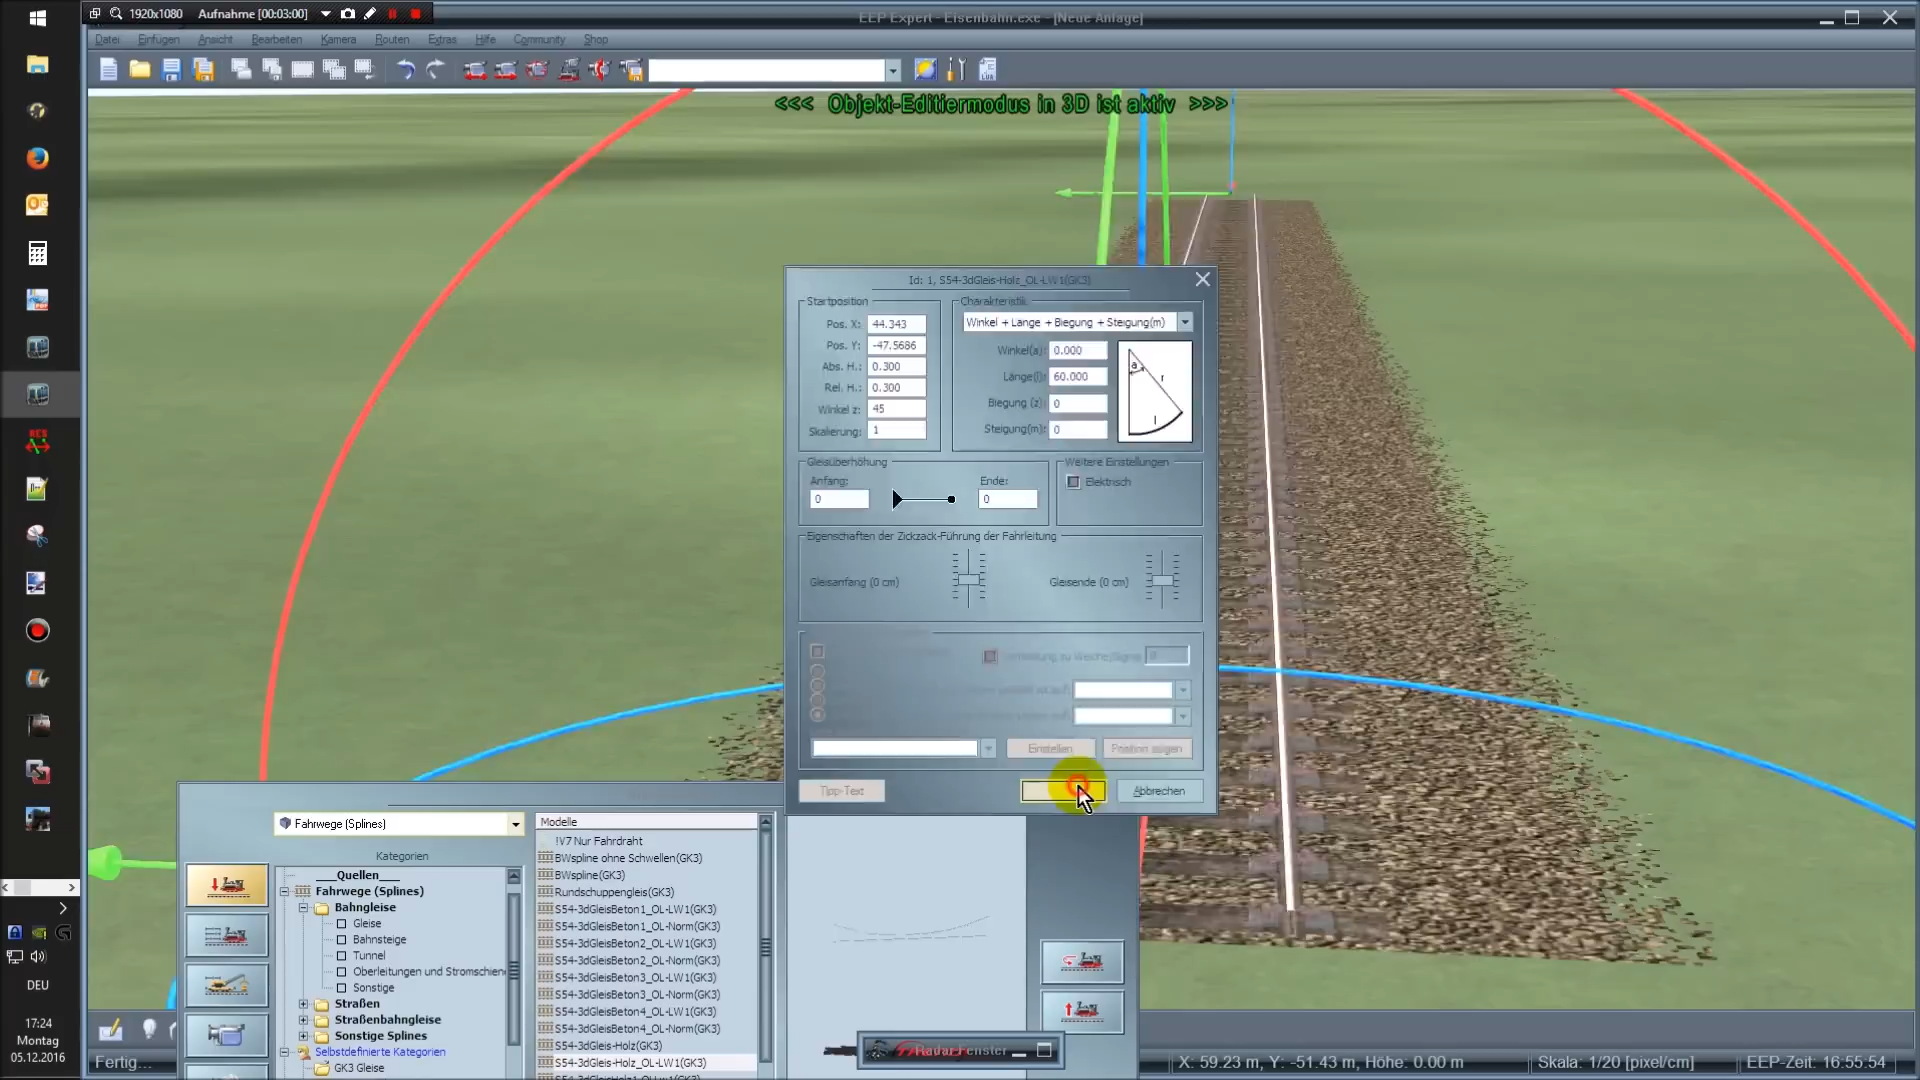 1920x1080 Aufnahme [00:03:00]
EEP Expert - Eisenbahn.exe - [Neue Anlage]
Datei Einfügen Ansicht Bearbeiten Kamera Routen Extras Hilfe Community Shop
<<< Objekt-Editiermodus in 3D ist aktiv >>>
Id: 1, S54-3dGleis-Holz_OL-LW1(GK3)
Startposition
Charakteristik
Pos. X: 44.343
Winkel + Länge + Biegung + Steigung(m)
Pos. Y: -47.5686
Winkel(a): 0.000
a
r
l
Abs. H.: 0.300
Länge(l): 60.000
Rel. H.: 0.300
Biegung (z): 0
Winkel z: 45
Steigung(m): 0
Skalierung: 1
Gleisüberhöhung
Weitere Einstellungen
Anfang:
Ende:
Elektrisch
0
0
Eigenschaften der Zickzack-Führung der Fahrleitung
Gleisanfang (0 cm)
Gleisende (0 cm)
Einstellen
Position zeigen
Tipp-Text
Abbrechen
Fahrwege (Splines)
Kategorien
___Quellen___
Fahrwege (Splines)
Bahngleise
Gleise
Bahnsteige
Tunnel
Oberleitungen und Stromschien
Sonstige
Straßen
Straßenbahngleise
Sonstige Splines
Selbstdefinierte Kategorien
GK3 Gleise
Modelle
!V7 Nur Fahrdraht
BWspline ohne Schwellen(GK3)
BWspline(GK3)
Rundschuppengleis(GK3)
S54-3dGleisBeton1_OL-LW1(GK3)
S54-3dGleisBeton1_OL-Norm(GK3)
S54-3dGleisBeton2_OL-LW1(GK3)
S54-3dGleisBeton2_OL-Norm(GK3)
S54-3dGleisBeton3_OL-LW1(GK3)
S54-3dGleisBeton3_OL-Norm(GK3)
S54-3dGleisBeton4_OL-LW1(GK3)
S54-3dGleisBeton4_OL-Norm(GK3)
S54-3dGleis-Holz(GK3)
S54-3dGleis-Holz_OL-LW1(GK3)
Radar Fenster
DEU
17:24
Montag
05.12.2016
Fertig...
X: 59.23 m, Y: -51.43 m, Höhe: 0.00 m
Skala: 1/20 [pixel/cm]
EEP-Zeit: 16:55:54